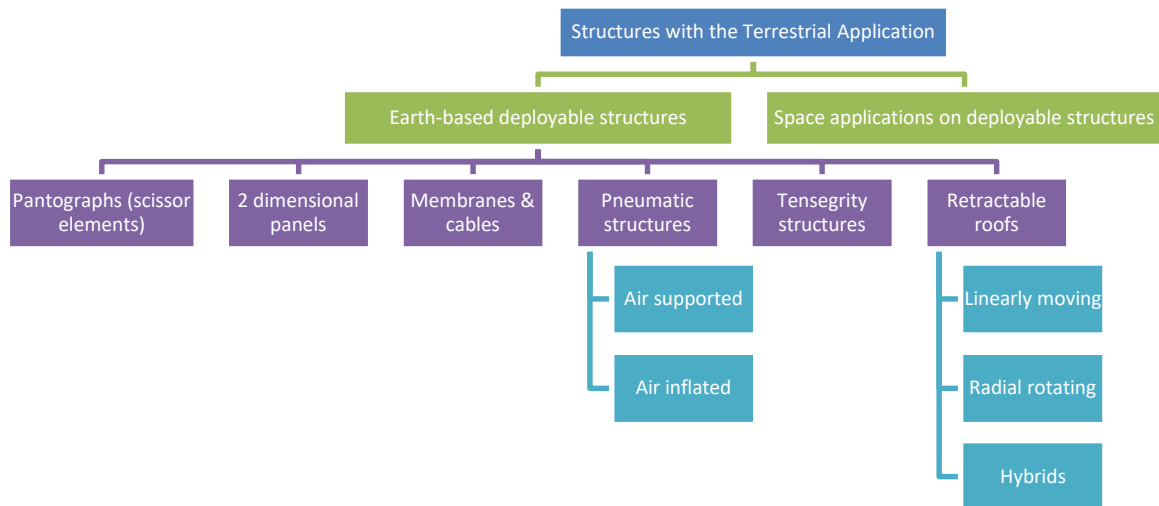 Structures with the Terrestrial Application
Earth-based deployable structures
Space applications on deployable structures
Pantographs (scissor
elements)
2 dimensional
panels
Membranes &
cables
Pneumatic
structures
Tensegrity
structures
Retractable
roofs
Air supported
Air inflated
Linearly moving
Radial rotating
Hybrids